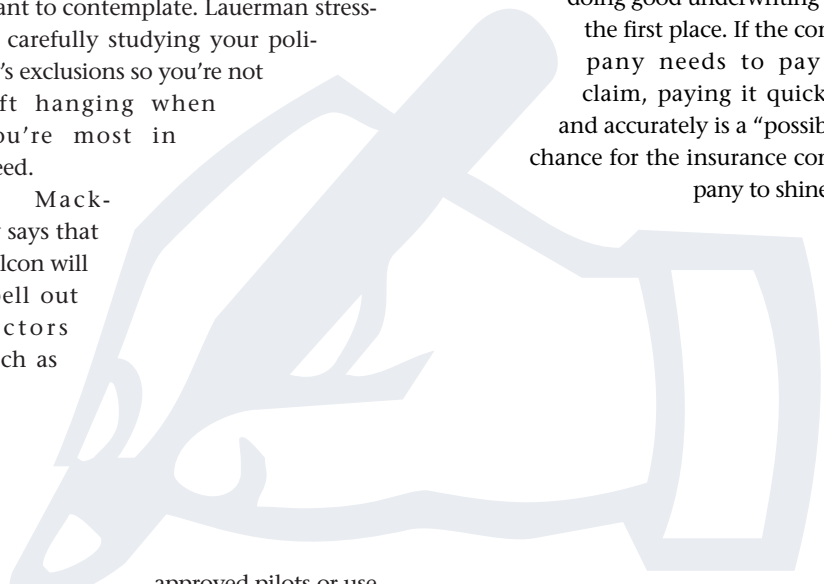 ant to contemplate. Lauerman stress-
carefully studying your poli-
's exclusions so you're not
ft hanging when
ou're most in
eed.
Mack-
says that
lcon will
ell out
ctors
ch as
approved pilots or use
doing good underwriting
the first place. If the com
pany needs to pay
claim, paying it quick
and accurately is a “possib
chance for the insurance com
pany to shine